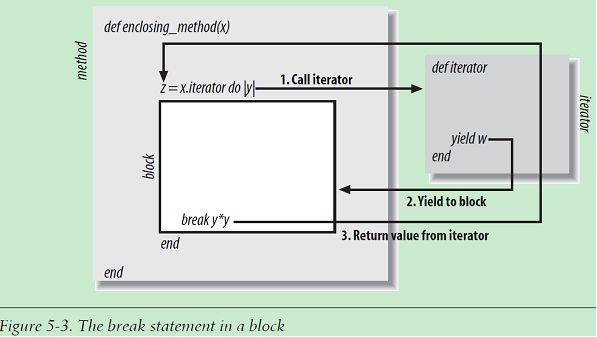 def enclosing_method(x)
method
z = x.iterator do |y|
1. Call iterator
def iterator
iterator
yield w
end
block
2. Yield to block
break y*y
3. Return value from iterator
end
end
Figure 5-3. The break statement in a block